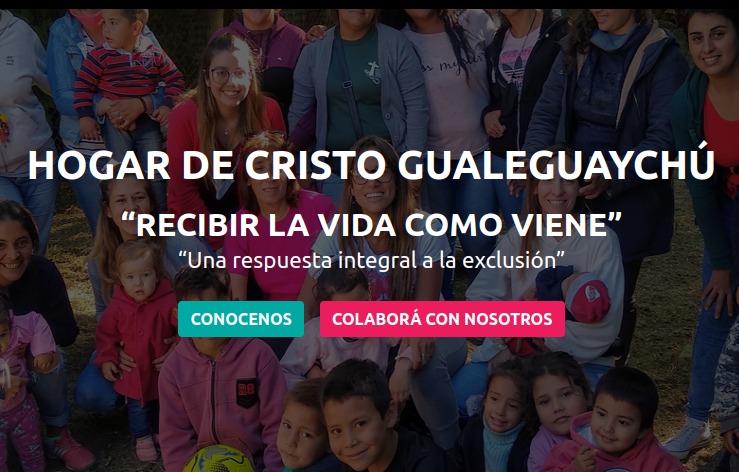 HOGAR DE CRISTO GUALEGUAYCHÚ
“RECIBIR LA VIDA COMO VIENE”
“Una respuesta integral a la exclusión”
CONOCENOS
COLABORÁ CON NOSOTROS